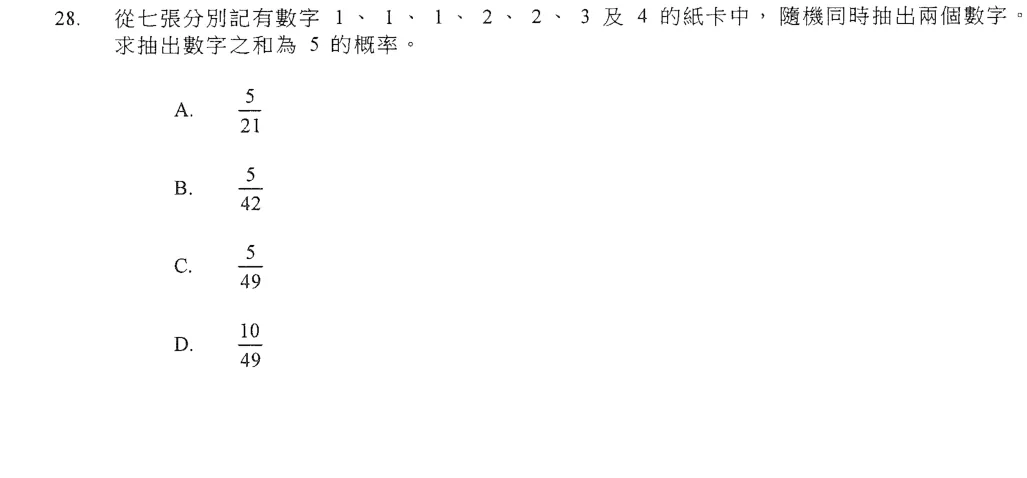 28. 從七張分別記有數字 1、1、1、2、2、3 及 4 的紙卡中，隨機同時抽出兩個數字。
求抽出數字之和為 5 的概率。
A. 5/21
B. 5/42
C. 5/49
D. 10/49